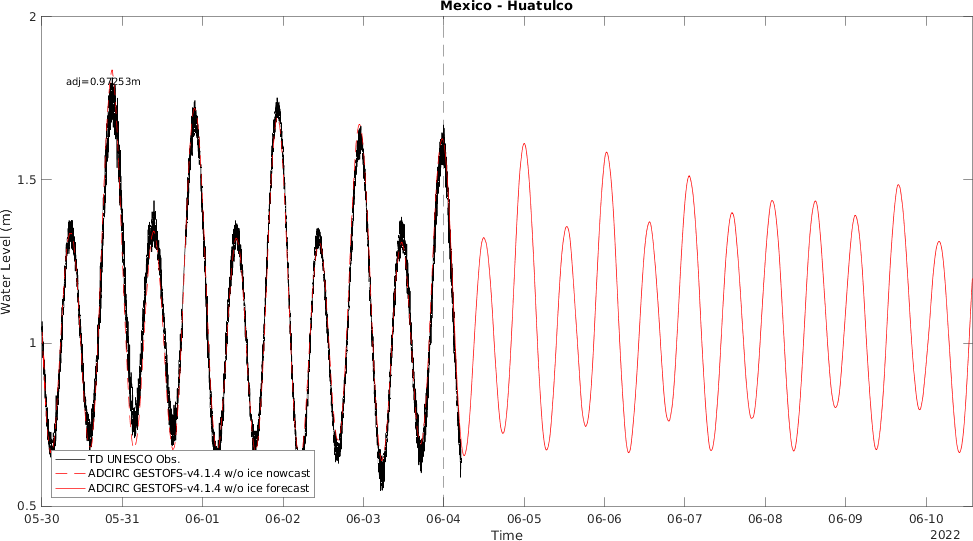 Mexico - Huatulco
2
adj=0.97253m
1.5
Water Level (m)
1
TD UNESCO Obs.
ADCIRC GESTOFS-v4.1.4 w/o ice nowcast
ADCIRC GESTOFS-v4.1.4 w/o ice forecast
0.5
05-30 05-31 06-01 06-02 06-03 06-04 06-05 06-06 06-07 06-08 06-09 06-10
Time
2022